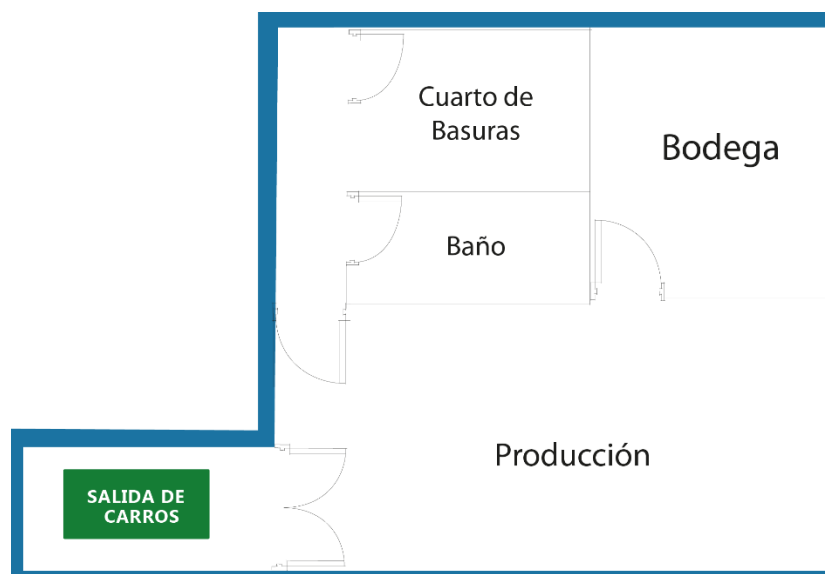 Cuarto de
Basuras
Bodega
Baño
Producción
SALIDA DE
CARROS